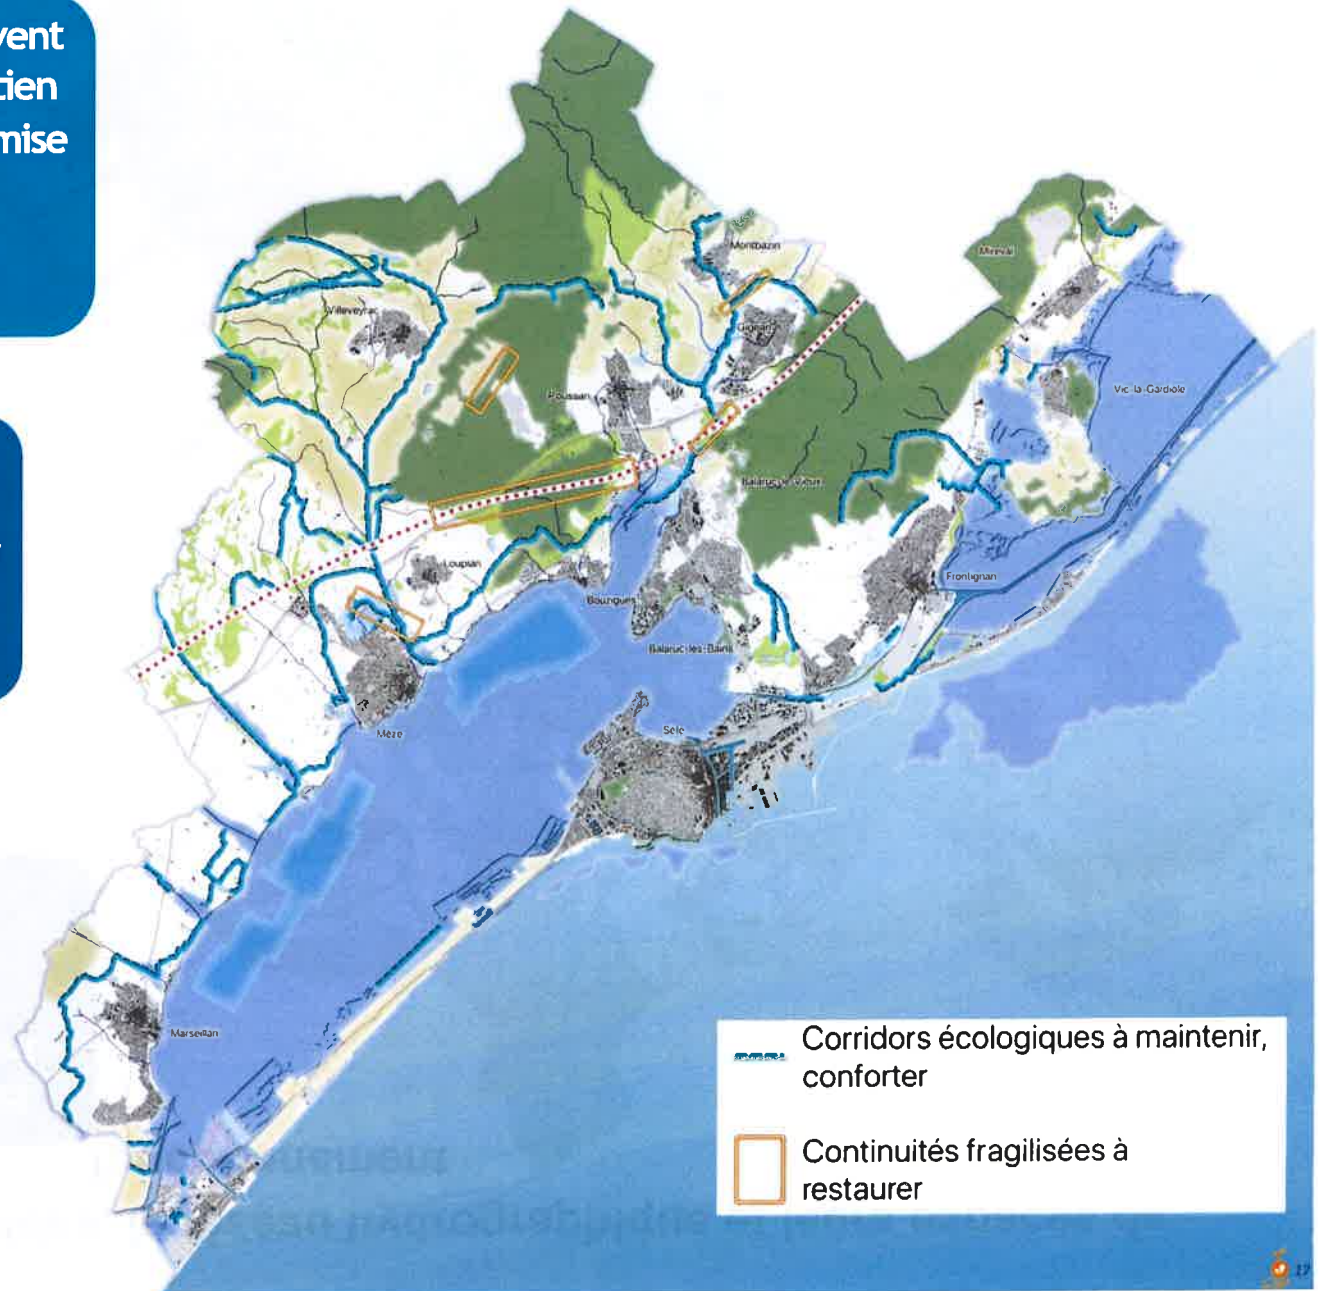 vent
tien
mise
Montbazin
Mireval
Villeveyrac
Gigean
Vic-la-Gardiole
Poussan
Balaruc-le-Vieux
Loupian
Frontignan
Bouzigues
Balaruc-les-Bains
Sète
Mèze
Marseillan
Corridors écologiques à maintenir,
conforter
Continuités fragilisées à
restaurer
17